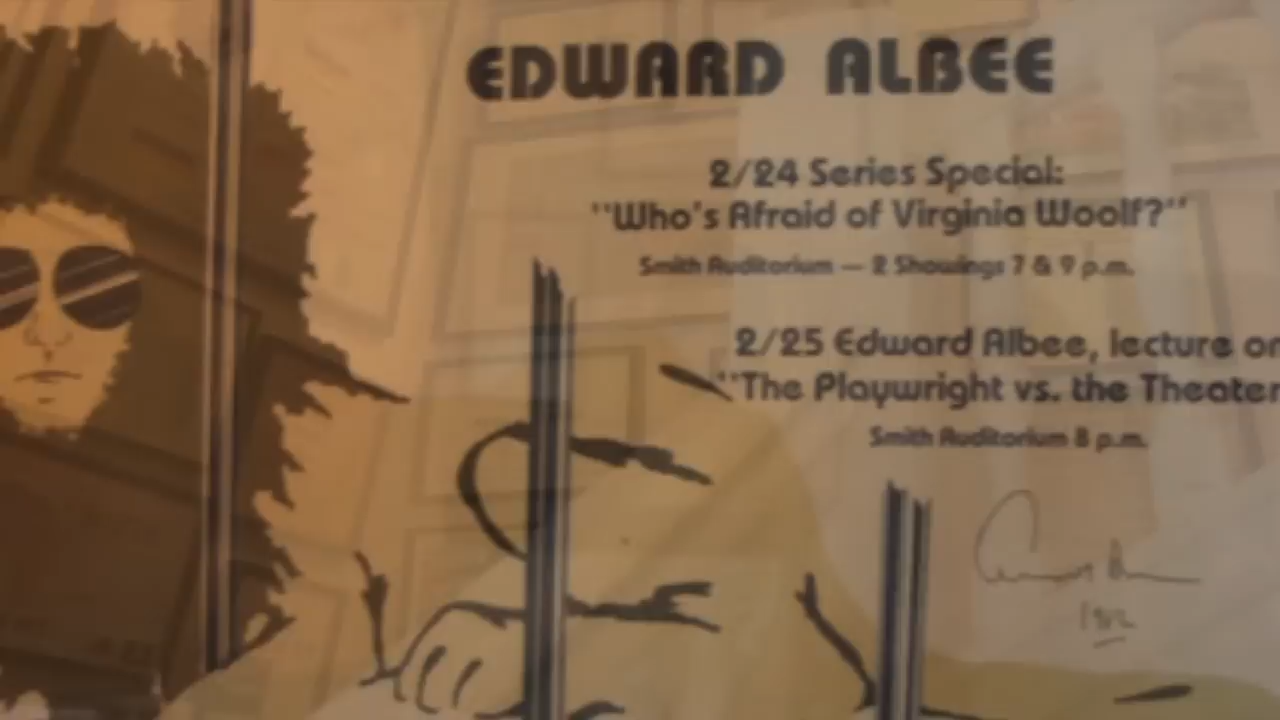 EDWARD ALBEE
2/24 Series Special:
"Who's Afraid of Virginia Woolf?"
Smith Auditorium — 2 Showings 7 & 9 p.m.
2/25 Edward Albee, lecture on
"The Playwright vs. the Theater
Smith Auditorium 8 p.m.